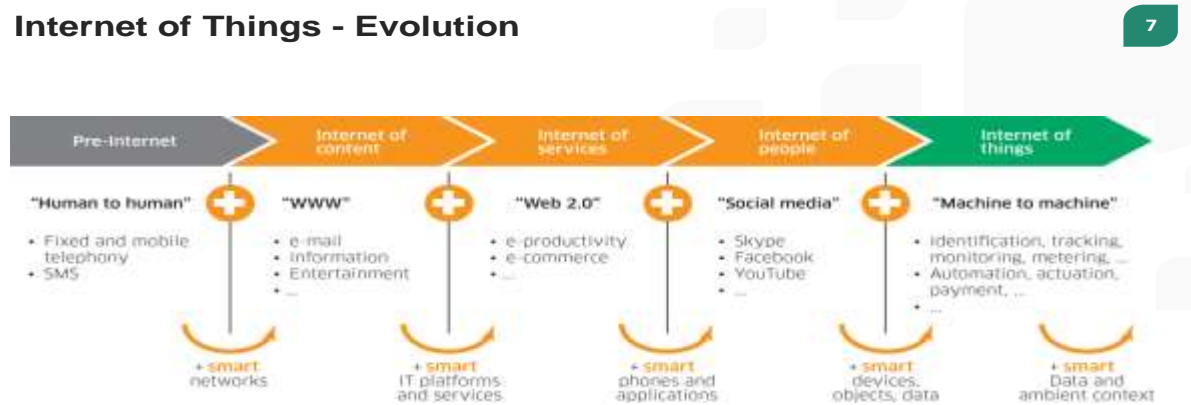 Internet of Things - Evolution
7
Pre-Internet
Internet of
content
Internet of
services
Internet of
people
Internet of
things
"Human to human"
• Fixed and mobile
telephony
• SMS
"WWW"
• e-mail
• Information
• Entertainment
• ...
"Web 2.0"
• e-productivity
• e-commerce
• ...
"Social media"
• Skype
• Facebook
• YouTube
• ...
"Machine to machine"
• Identification, tracking,
monitoring, metering, ...
• Automation, actuation,
payment, ...
• ...
+ smart
networks
+ smart
IT platforms
and services
+ smart
phones and
applications
+ smart
devices,
objects, data
+ smart
Data and
ambient context